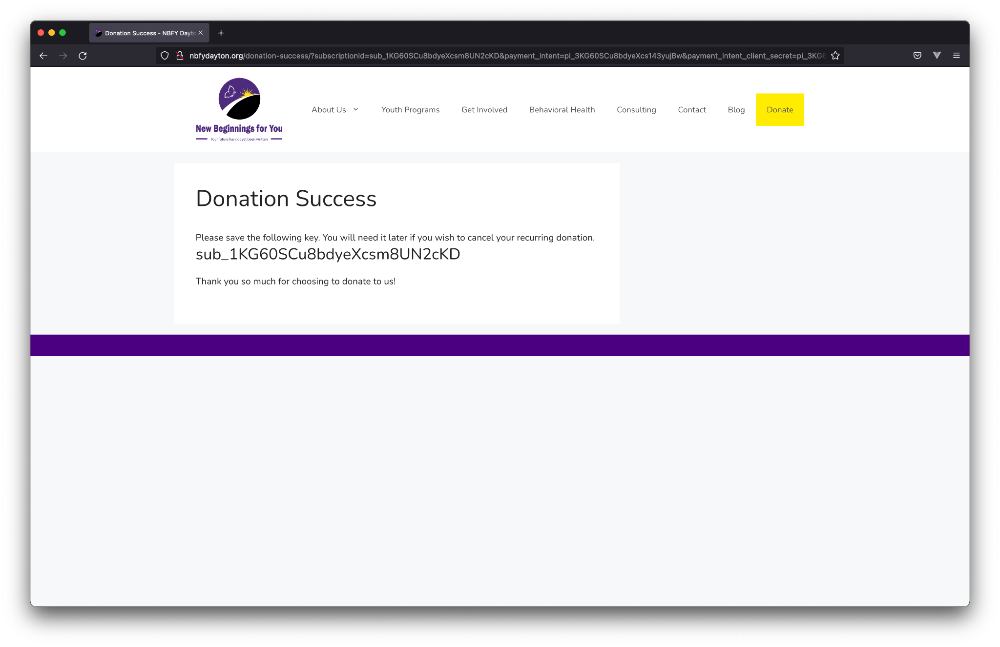 Donation Success - NBFY Dayto
nbfydayton.org/donation-success/?subscriptionId=sub_1KG60SCu8bdyeXcsm8UN2cKD&payment_intent=pi_3KG60SCu8bdyeXcs143yujBw&payment_intent_client_secret=pi_3KG6
New Beginnings for You
Your future has not yet been written
About Us Youth Programs Get Involved Behavioral Health Consulting Contact Blog Donate
Donation Success
Please save the following key. You will need it later if you wish to cancel your recurring donation.
sub_1KG60SCu8bdyeXcsm8UN2cKD
Thank you so much for choosing to donate to us!